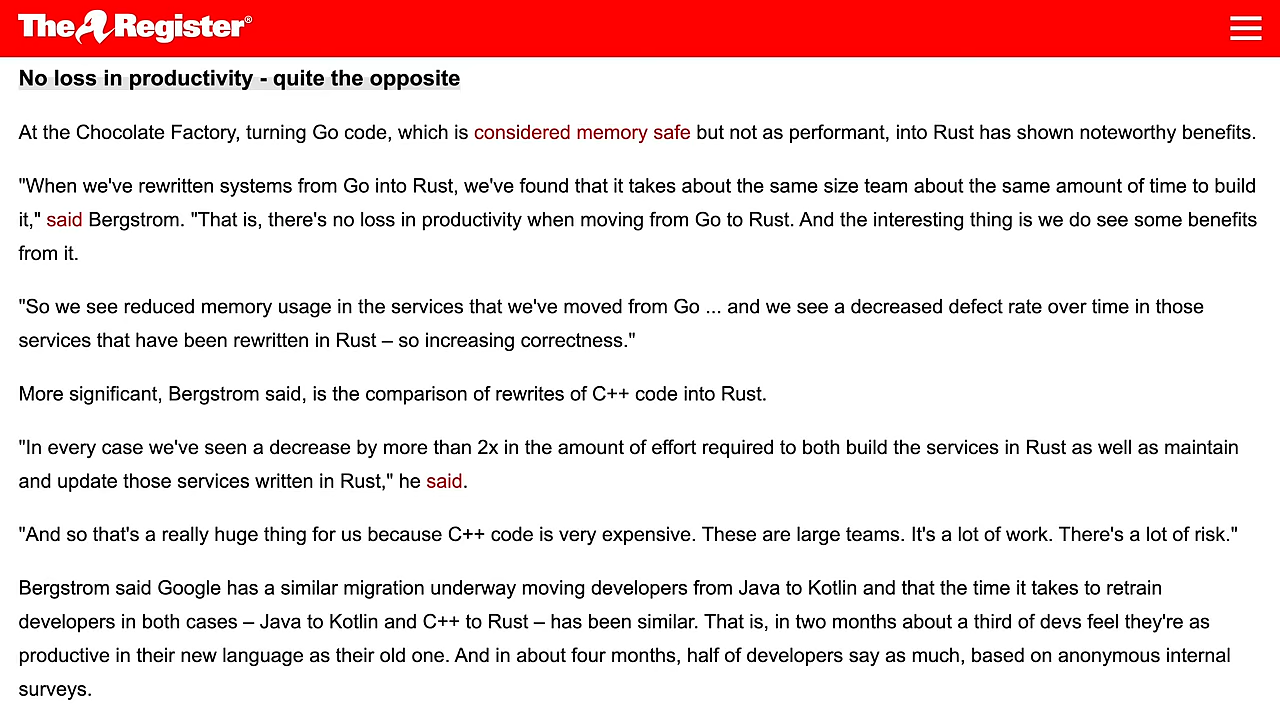 The Register®
No loss in productivity - quite the opposite
At the Chocolate Factory, turning Go code, which is considered memory safe but not as performant, into Rust has shown noteworthy benefits.
"When we've rewritten systems from Go into Rust, we've found that it takes about the same size team about the same amount of time to build
it," said Bergstrom. "That is, there's no loss in productivity when moving from Go to Rust. And the interesting thing is we do see some benefits
from it.
"So we see reduced memory usage in the services that we've moved from Go ... and we see a decreased defect rate over time in those
services that have been rewritten in Rust – so increasing correctness."
More significant, Bergstrom said, is the comparison of rewrites of C++ code into Rust.
"In every case we've seen a decrease by more than 2x in the amount of effort required to both build the services in Rust as well as maintain
and update those services written in Rust," he said.
"And so that's a really huge thing for us because C++ code is very expensive. These are large teams. It's a lot of work. There's a lot of risk."
Bergstrom said Google has a similar migration underway moving developers from Java to Kotlin and that the time it takes to retrain
developers in both cases – Java to Kotlin and C++ to Rust – has been similar. That is, in two months about a third of devs feel they're as
productive in their new language as their old one. And in about four months, half of developers say as much, based on anonymous internal
surveys.